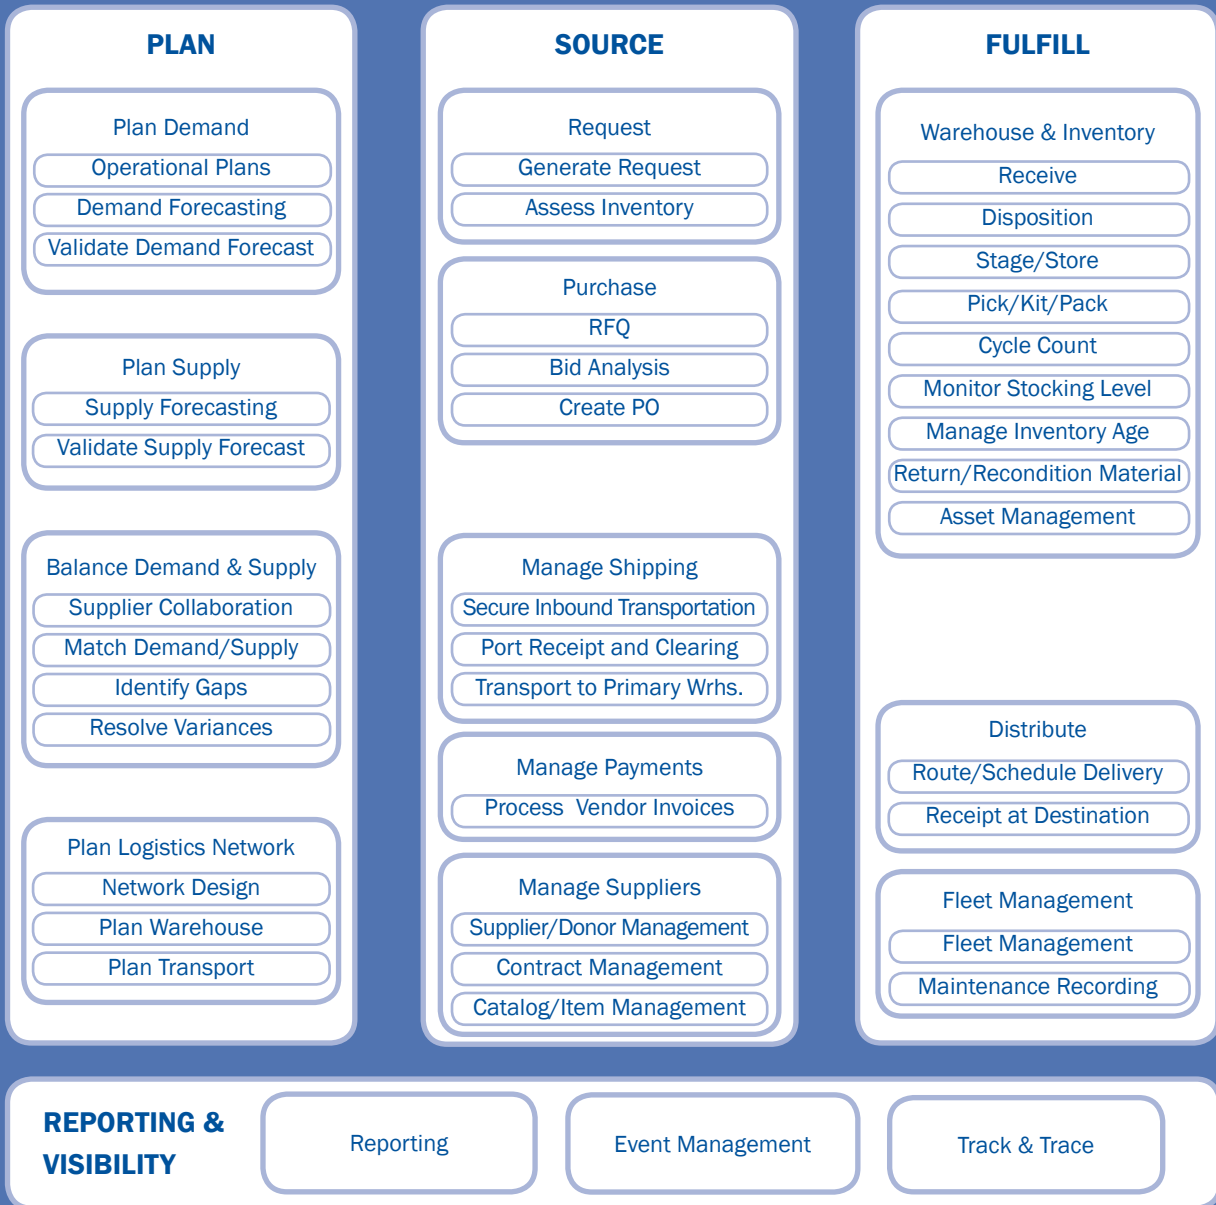 PLAN
Plan Demand
Operational Plans
Demand Forecasting
Validate Demand Forecast
Plan Supply
Supply Forecasting
Validate Supply Forecast
Balance Demand & Supply
Supplier Collaboration
Match Demand/Supply
Identify Gaps
Resolve Variances
Plan Logistics Network
Network Design
Plan Warehouse
Plan Transport
SOURCE
Request
Generate Request
Assess Inventory
Purchase
RFQ
Bid Analysis
Create PO
Manage Shipping
Secure Inbound Transportation
Port Receipt and Clearing
Transport to Primary Wrhs.
Manage Payments
Process Vendor Invoices
Manage Suppliers
Supplier/Donor Management
Contract Management
Catalog/Item Management
FULFILL
Warehouse & Inventory
Receive
Disposition
Stage/Store
Pick/Kit/Pack
Cycle Count
Monitor Stocking Level
Manage Inventory Age
Return/Recondition Material
Asset Management
Distribute
Route/Schedule Delivery
Receipt at Destination
Fleet Management
Fleet Management
Maintenance Recording
REPORTING &
VISIBILITY
Reporting
Event Management
Track & Trace